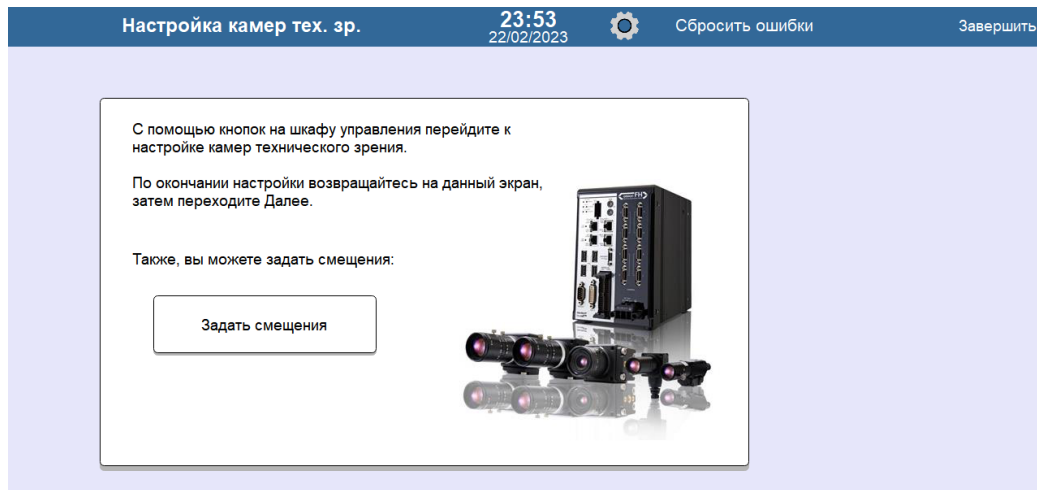 Настройка камер тех. зр.
23:53
22/02/2023
Сбросить ошибки
Завершить
С помощью кнопок на шкафу управления перейдите к
настройке камер технического зрения.
По окончании настройки возвращайтесь на данный экран,
затем переходите Далее.
Также, вы можете задать смещения:
Задать смещения
FH